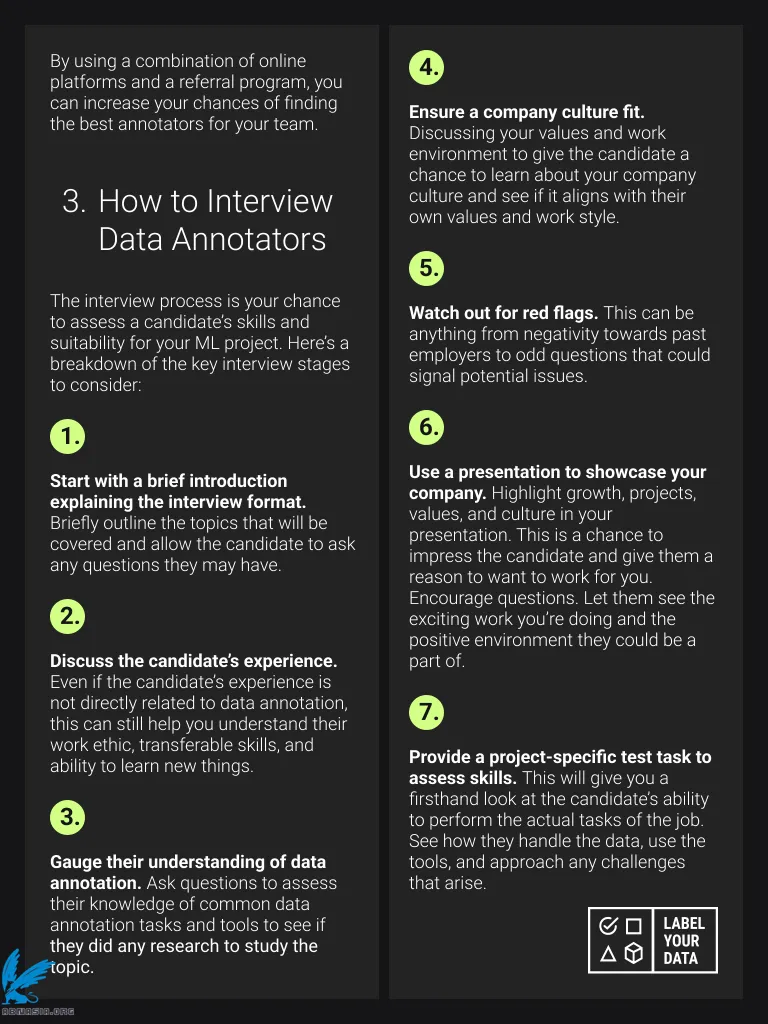 By using a combination of online
platforms and a referral program, you
can increase your chances of finding
the best annotators for your team.
3. How to Interview
Data Annotators
The interview process is your chance
to assess a candidate's skills and
suitability for your ML project. Here's a
breakdown of the key interview stages
to consider:
1.
Start with a brief introduction
explaining the interview format.
Briefly outline the topics that will be
covered and allow the candidate to ask
any questions they may have.
2.
Discuss the candidate's experience.
Even if the candidate's experience is
not directly related to data annotation,
this can still help you understand their
work ethic, transferable skills, and
ability to learn new things.
3.
Gauge their understanding of data
annotation. Ask questions to assess
their knowledge of common data
annotation tasks and tools to see if
they did any research to study the
topic.
4.
Ensure a company culture fit.
Discussing your values and work
environment to give the candidate a
chance to learn about your company
culture and see if it aligns with their
own values and work style.
5.
Watch out for red flags. This can be
anything from negativity towards past
employers to odd questions that could
signal potential issues.
6.
Use a presentation to showcase your
company. Highlight growth, projects,
values, and culture in your
presentation. This is a chance to
impress the candidate and give them a
reason to want to work for you.
Encourage questions. Let them see the
exciting work you're doing and the
positive environment they could be a
part of.
7.
Provide a project-specific test task to
assess skills. This will give you a
firsthand look at the candidate's ability
to perform the actual tasks of the job.
See how they handle the data, use the
tools, and approach any challenges
that arise.
LABEL
YOUR
DATA
ABNASIA.ORG